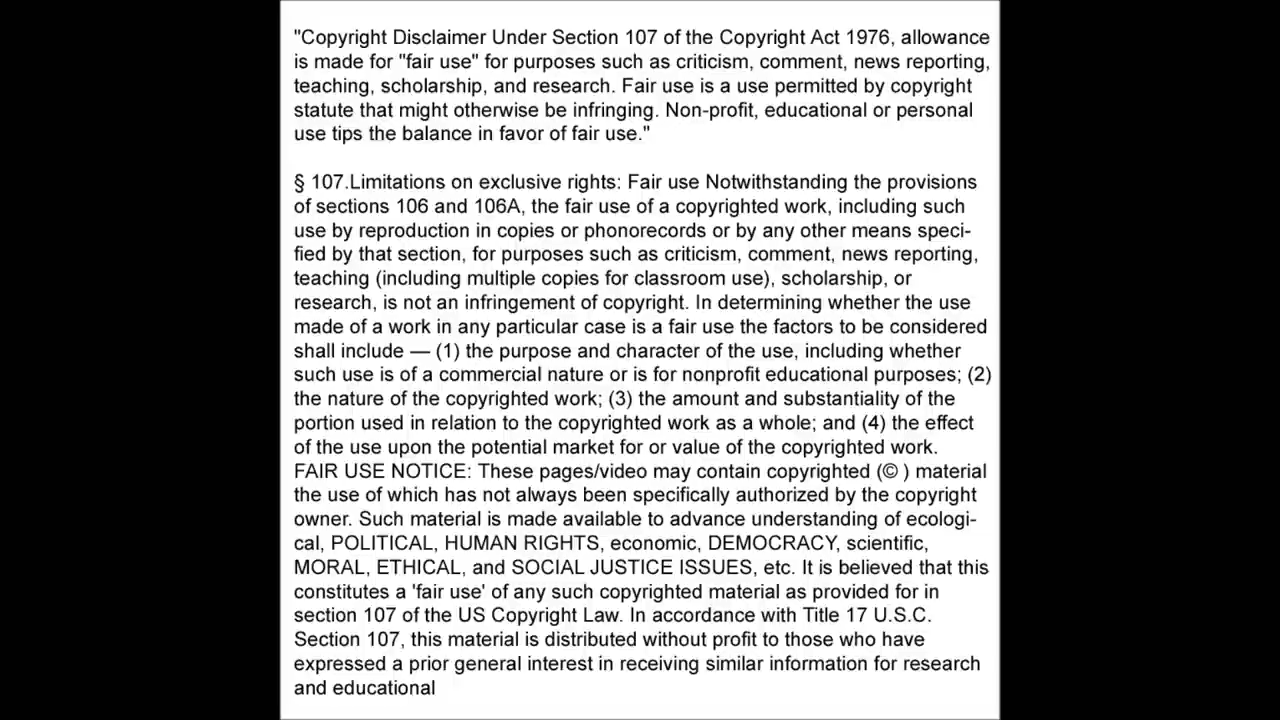 "Copyright Disclaimer Under Section 107 of the Copyright Act 1976, allowance
is made for "fair use" for purposes such as criticism, comment, news reporting,
teaching, scholarship, and research. Fair use is a use permitted by copyright
statute that might otherwise be infringing. Non-profit, educational or personal
use tips the balance in favor of fair use."
§ 107.Limitations on exclusive rights: Fair use Notwithstanding the provisions
of sections 106 and 106A, the fair use of a copyrighted work, including such
use by reproduction in copies or phonorecords or by any other means speci-
fied by that section, for purposes such as criticism, comment, news reporting,
teaching (including multiple copies for classroom use), scholarship, or
research, is not an infringement of copyright. In determining whether the use
made of a work in any particular case is a fair use the factors to be considered
shall include — (1) the purpose and character of the use, including whether
such use is of a commercial nature or is for nonprofit educational purposes; (2)
the nature of the copyrighted work; (3) the amount and substantiality of the
portion used in relation to the copyrighted work as a whole; and (4) the effect
of the use upon the potential market for or value of the copyrighted work.
FAIR USE NOTICE: These pages/video may contain copyrighted (© ) material
the use of which has not always been specifically authorized by the copyright
owner. Such material is made available to advance understanding of ecologi-
cal, POLITICAL, HUMAN RIGHTS, economic, DEMOCRACY, scientific,
MORAL, ETHICAL, and SOCIAL JUSTICE ISSUES, etc. It is believed that this
constitutes a 'fair use' of any such copyrighted material as provided for in
section 107 of the US Copyright Law. In accordance with Title 17 U.S.C.
Section 107, this material is distributed without profit to those who have
expressed a prior general interest in receiving similar information for research
and educational